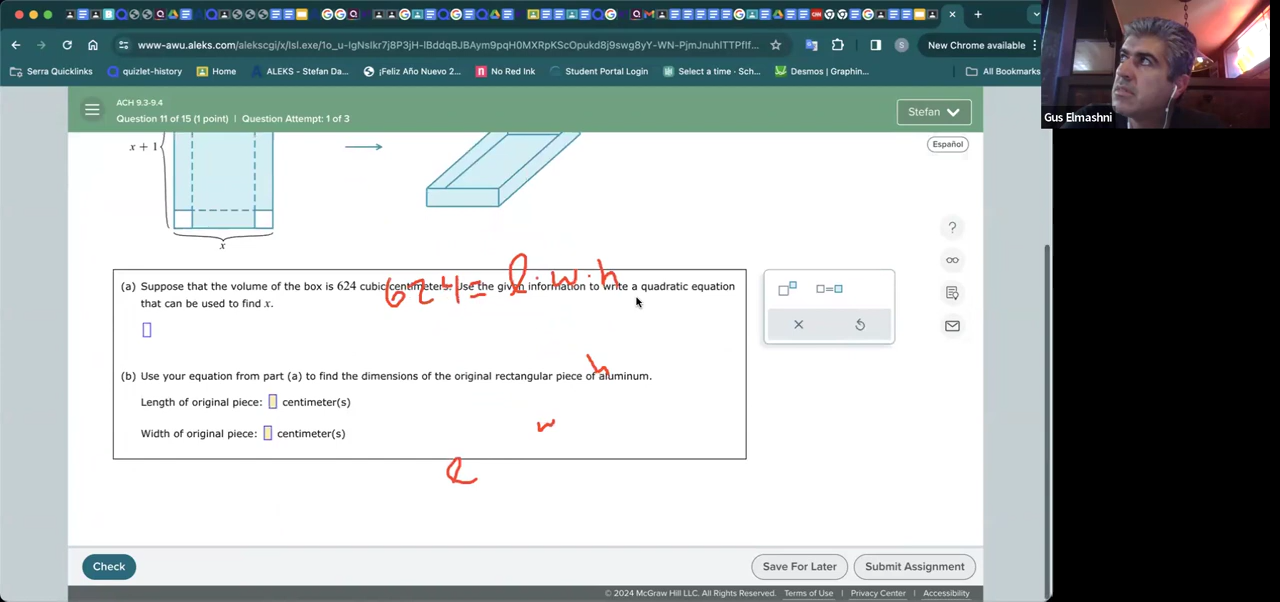 www-awu.aleks.com/alekscgi/x/Isl.exe/1o_u-IgNsIkr7j8P3jH-IBddqBJBAym9pqH0MXRpKScOpukd8j9swg8yY-WN-PjmJnuhITTPfIf...
New Chrome available
Serra Quicklinks
quizlet-history
Home
ALEKS - Stefan Da...
¡Feliz Año Nuevo 2...
No Red Ink
Student Portal Login
Select a time · Sch...
Desmos | Graphin...
All Bookmarks
Gus Elmashni
ACH 9.3-9.4
Question 11 of 15 (1 point) | Question Attempt: 1 of 3
Stefan
Español
x + 1
x
624 = l · w · h
(a) Suppose that the volume of the box is 624 cubic centimeters. Use the given information to write a quadratic equation
that can be used to find x.
h
(b) Use your equation from part (a) to find the dimensions of the original rectangular piece of aluminum.
Length of original piece: centimeter(s)
w
Width of original piece: centimeter(s)
l
?
Check
Save For Later
Submit Assignment
© 2024 McGraw Hill LLC. All Rights Reserved. Terms of Use | Privacy Center | Accessibility